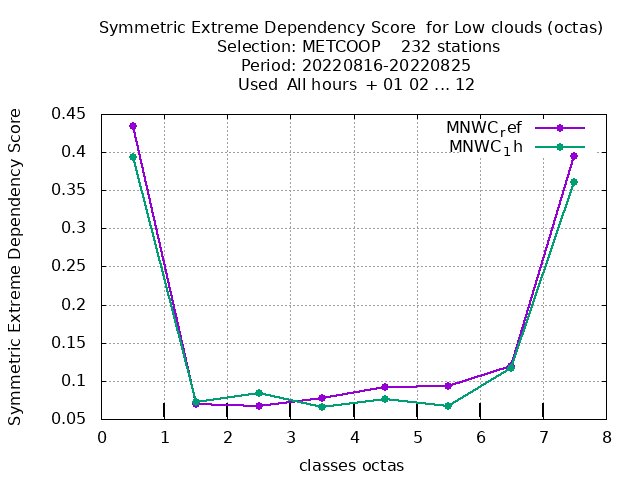 Symmetric Extreme Dependency Score for Low clouds (octas)
Selection: METCOOP 232 stations
Period: 20220816-20220825
Used All hours + 01 02 ... 12
Symmetric Extreme Dependency Score
0.45
0.4
0.35
0.3
0.25
0.2
0.15
0.1
0.05
MNWCref
MNWC1h
0 1 2 3 4 5 6 7 8
classes octas